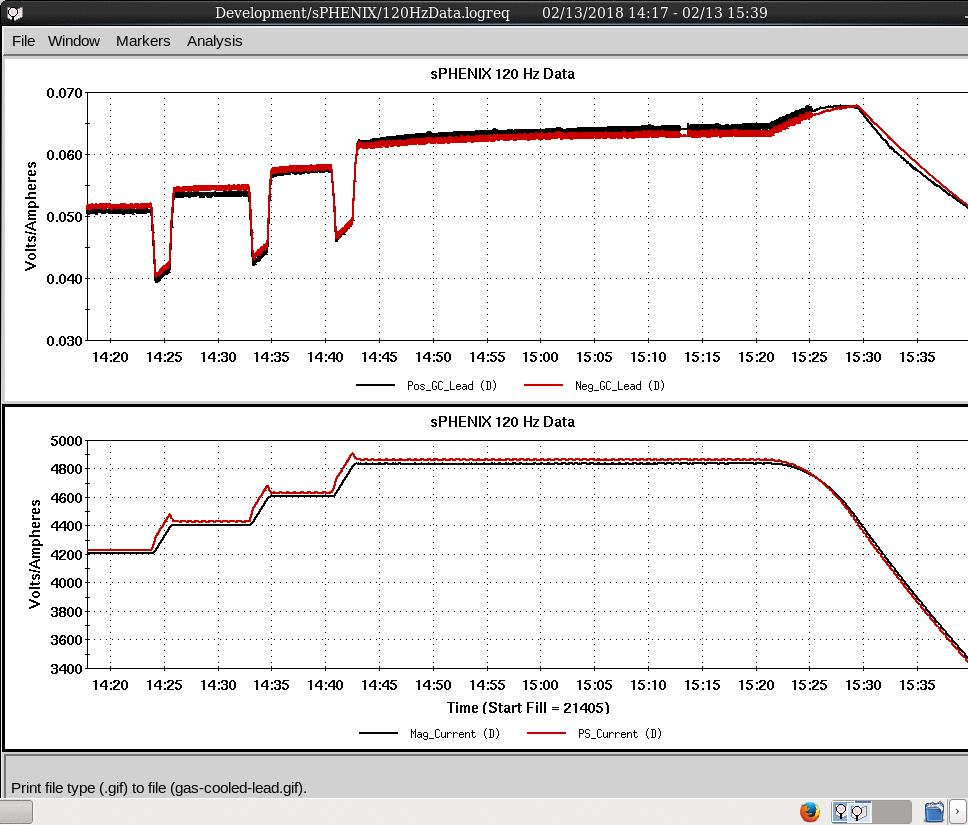 Development/sPHENIX/120HzData.logreq 02/13/2018 14:17 - 02/13 15:39
File Window Markers Analysis
sPHENIX 120 Hz Data
Volts/Ampheres
0.070
0.060
0.050
0.040
0.030
14:20 14:25 14:30 14:35 14:40 14:45 14:50 14:55 15:00 15:05 15:10 15:15 15:20 15:25 15:30 15:35
Pos_GC_Lead (D) Neg_GC_Lead (D)
sPHENIX 120 Hz Data
Volts/Ampheres
5000
4800
4600
4400
4200
4000
3800
3600
3400
14:20 14:25 14:30 14:35 14:40 14:45 14:50 14:55 15:00 15:05 15:10 15:15 15:20 15:25 15:30 15:35
Time (Start Fill = 21405)
Mag_Current (D) PS_Current (D)
Print file type (.gif) to file (gas-cooled-lead.gif).